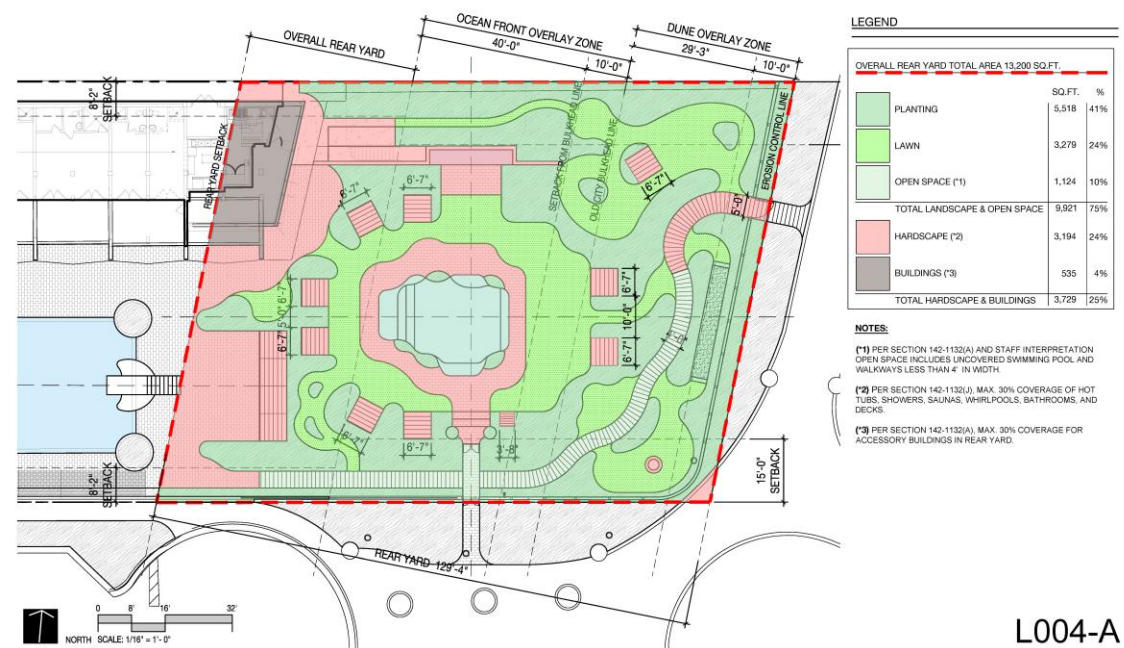 OVERALL REAR YARD
OCEAN FRONT OVERLAY ZONE
40'-0"
10'-0"
DUNE OVERLAY ZONE
29'-3"
10'-0"
8'-2"
SETBACK
REAR YARD SETBACK
SETBACK FROM BULKHEAD LINE
OLD CITY BULKHEAD LINE
EROSION CONTROL LINE
6'-7"
6'-7"
6'-7"
5'-0"
6'-7"
5'-0"
6'-7"
6'-7"
10'-0"
6'-7"
6'-7"
6'-7"
3'-8"
8'-2"
SETBACK
15'-0"
SETBACK
REAR YARD 129'-4"
0 8' 16' 32'
NORTH SCALE: 1/16" = 1'- 0"
LEGEND
OVERALL REAR YARD TOTAL AREA 13,200 SQ.FT.
SQ.FT. %
PLANTING 5,518 41%
LAWN 3,279 24%
OPEN SPACE (*1) 1,124 10%
TOTAL LANDSCAPE & OPEN SPACE 9,921 75%
HARDSCAPE (*2) 3,194 24%
BUILDINGS (*3) 535 4%
TOTAL HARDSCAPE & BUILDINGS 3,729 25%
NOTES:
(*1) PER SECTION 142-1132(A) AND STAFF INTERPRETATION
OPEN SPACE INCLUDES UNCOVERED SWIMMING POOL AND
WALKWAYS LESS THAN 4' IN WIDTH.
(*2) PER SECTION 142-1132(J), MAX. 30% COVERAGE OF HOT
TUBS, SHOWERS, SAUNAS, WHIRLPOOLS, BATHROOMS, AND
DECKS.
(*3) PER SECTION 142-1132(A), MAX. 30% COVERAGE FOR
ACCESSORY BUILDINGS IN REAR YARD.
L004-A